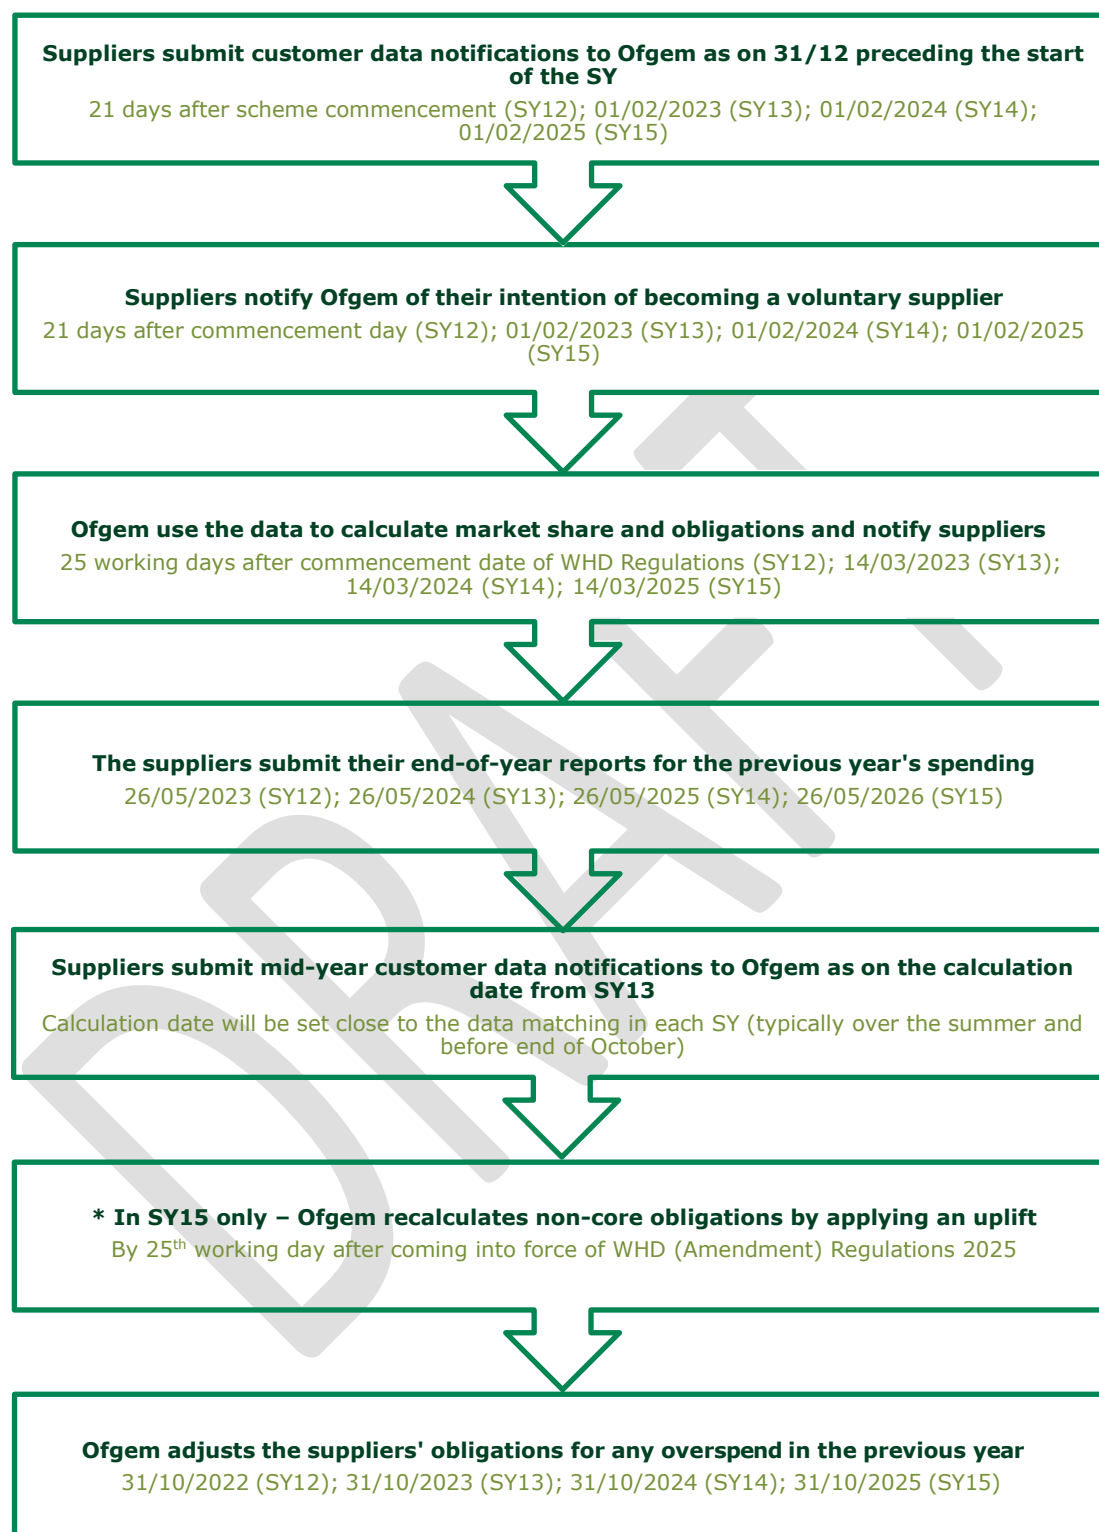 Suppliers submit customer data notifications to Ofgem as on 31/12 preceding the start
of the SY
21 days after scheme commencement (SY12); 01/02/2023 (SY13); 01/02/2024 (SY14);
01/02/2025 (SY15)
Suppliers notify Ofgem of their intention of becoming a voluntary supplier
21 days after commencement day (SY12); 01/02/2023 (SY13); 01/02/2024 (SY14); 01/02/2025
(SY15)
Ofgem use the data to calculate market share and obligations and notify suppliers
25 working days after commencement date of WHD Regulations (SY12); 14/03/2023 (SY13);
14/03/2024 (SY14); 14/03/2025 (SY15)
The suppliers submit their end-of-year reports for the previous year's spending
26/05/2023 (SY12); 26/05/2024 (SY13); 26/05/2025 (SY14); 26/05/2026 (SY15)
Suppliers submit mid-year customer data notifications to Ofgem as on the calculation
date from SY13
Calculation date will be set close to the data matching in each SY (typically over the summer and
before end of October)
* In SY15 only – Ofgem recalculates non-core obligations by applying an uplift
By 25th working day after coming into force of WHD (Amendment) Regulations 2025
Ofgem adjusts the suppliers' obligations for any overspend in the previous year
31/10/2022 (SY12); 31/10/2023 (SY13); 31/10/2024 (SY14); 31/10/2025 (SY15)
DRAFT